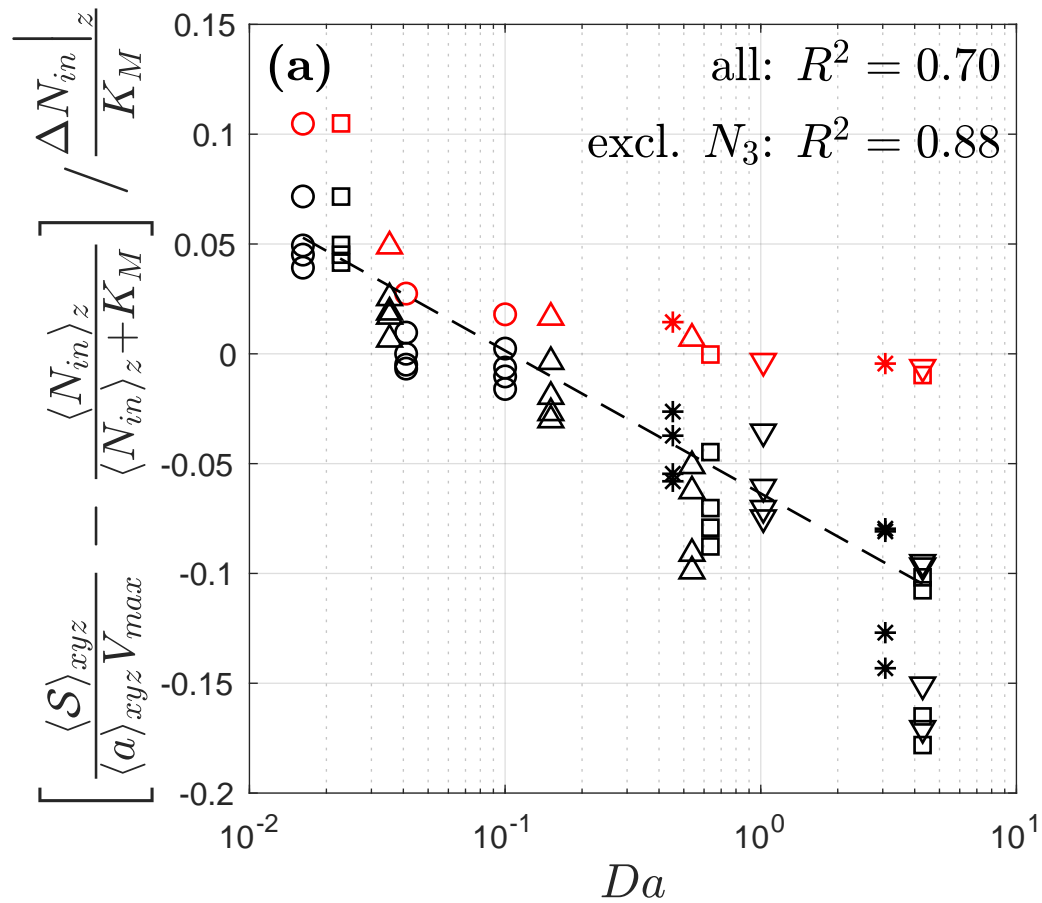 (a)
all: R² = 0.70
excl. N₃: R² = 0.88
0.15
0.1
0.05
0
-0.05
-0.1
-0.15
-0.2
10⁻² 10⁻¹ 10⁰ 10¹
Da
[ ⟨𝒮⟩_xyz / ⟨a⟩_xyz V_max − ⟨N_in⟩_z / ⟨N_in⟩_z + K_M ] / ΔN_in|_z / K_M